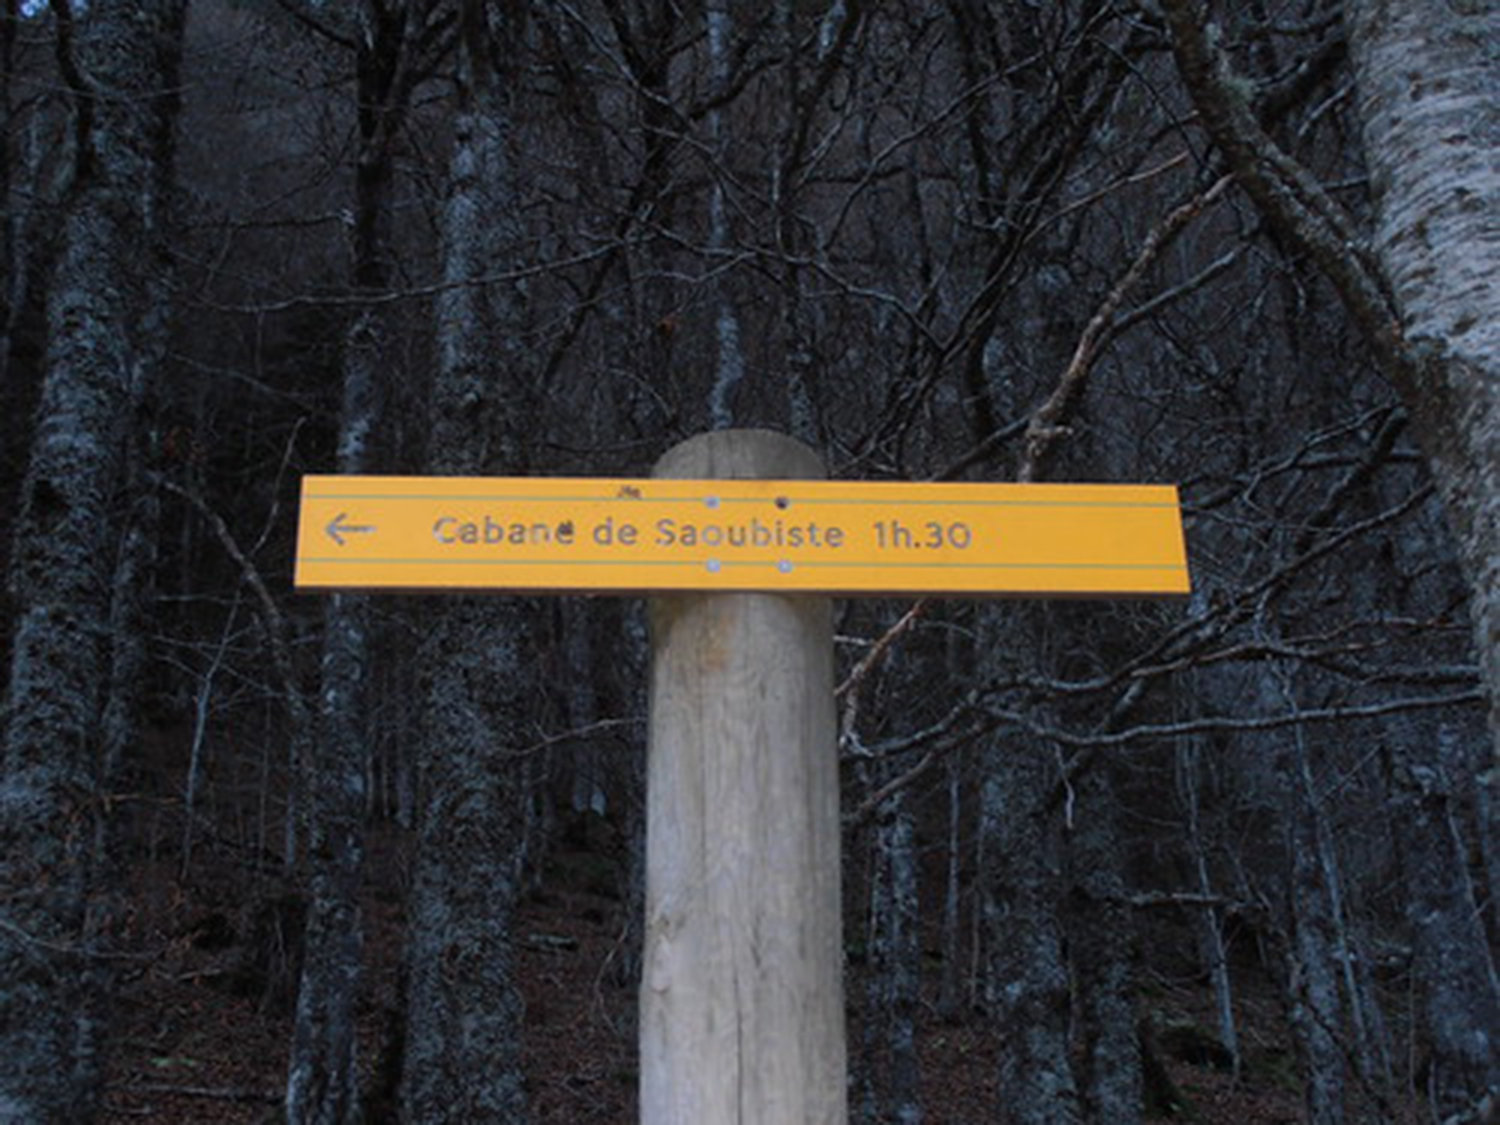 ← Cabane de Saoubiste 1h.30